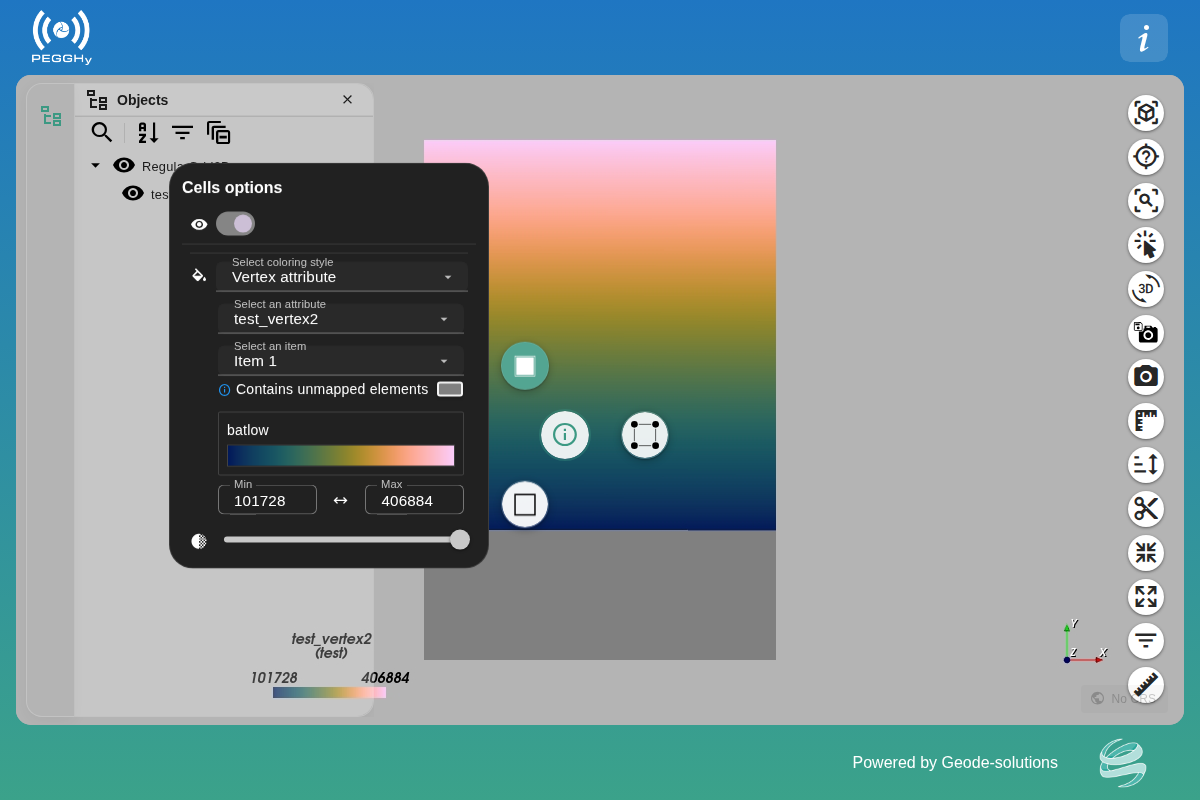 PEGGHy
i
Objects
A
Z
Regula
tes
Cells options
Select coloring style
Vertex attribute
Select an attribute
test_vertex2
Select an item
Item 1
Contains unmapped elements
batlow
Min
101728
Max
406884
3D
test_vertex2
(test)
101728
406884
Y
Z
X
No CRS
Powered by Geode-solutions